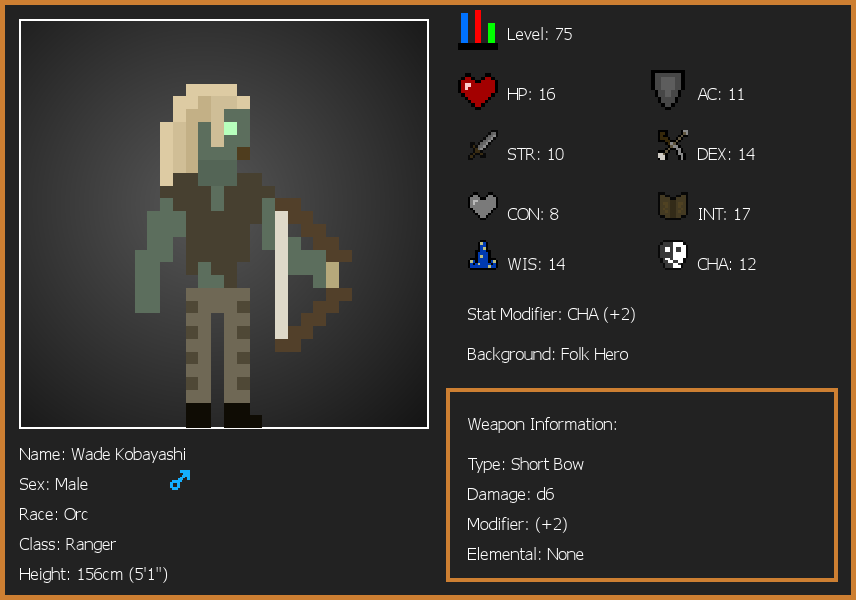 Level: 75
HP: 16
AC: 11
STR: 10
DEX: 14
CON: 8
INT: 17
WIS: 14
CHA: 12
Stat Modifier: CHA (+2)
Background: Folk Hero
Weapon Information:
Type: Short Bow
Damage: d6
Modifier: (+2)
Elemental: None
Name: Wade Kobayashi
Sex: Male
Race: Orc
Class: Ranger
Height: 156cm (5'1")